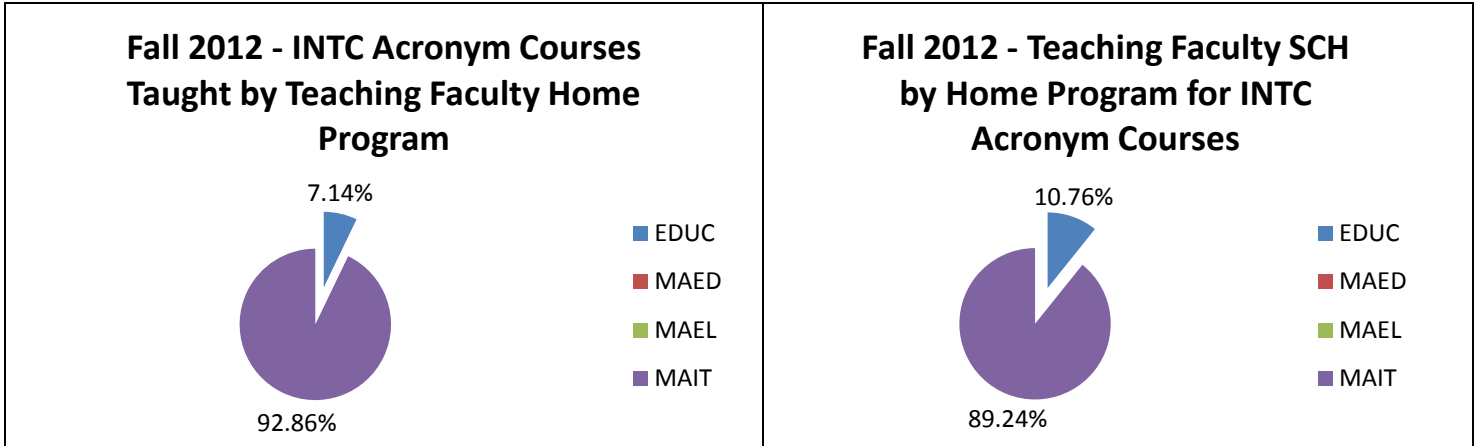 Fall 2012 - INTC Acronym Courses
Taught by Teaching Faculty Home
Program
7.14%
EDUC
MAED
MAEL
MAIT
92.86%
Fall 2012 - Teaching Faculty SCH
by Home Program for INTC
Acronym Courses
10.76%
EDUC
MAED
MAEL
MAIT
89.24%